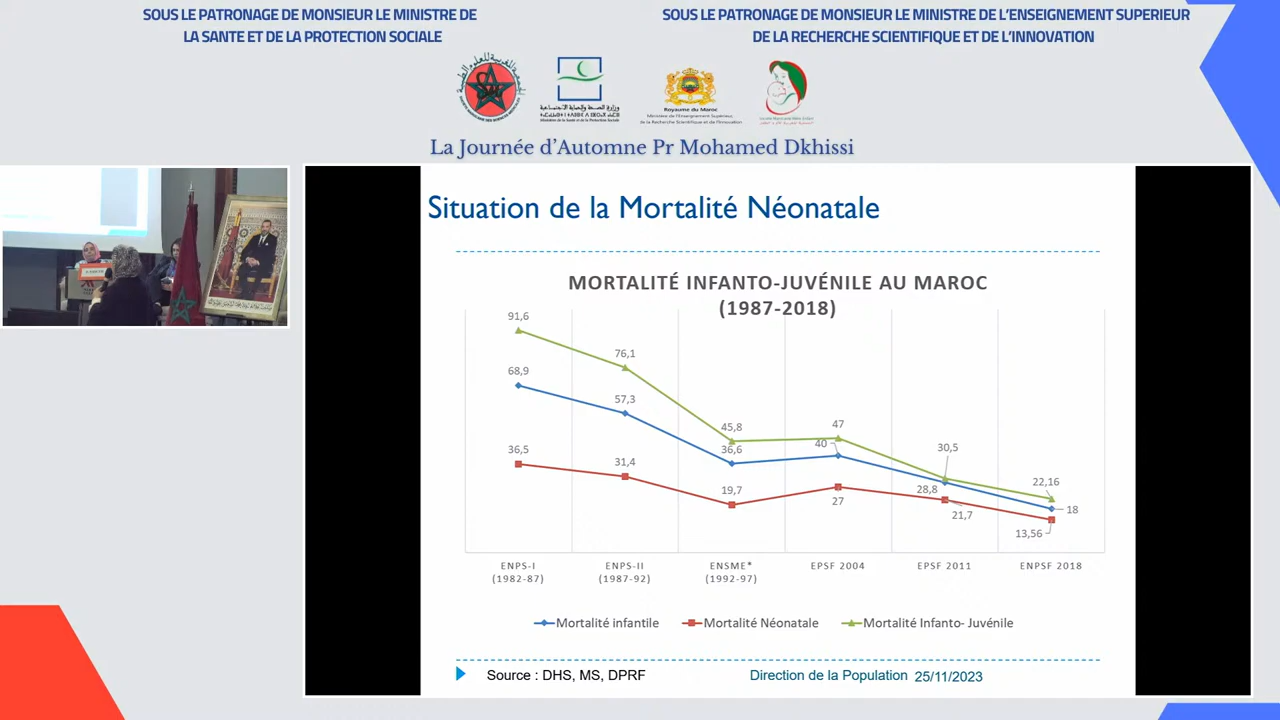 SOUS LE PATRONAGE DE MONSIEUR LE MINISTRE DE
LA SANTE ET DE LA PROTECTION SOCIALE
SOUS LE PATRONAGE DE MONSIEUR LE MINISTRE DE L'ENSEIGNEMENT SUPERIEUR
DE LA RECHERCHE SCIENTIFIQUE ET DE L'INNOVATION
Royaume du Maroc
La Journée d'Automne Pr Mohamed Dkhissi
Situation de la Mortalité Néonatale
MORTALITÉ INFANTO-JUVÉNILE AU MAROC
(1987-2018)
91,6
76,1
45,8
47
30,5
22,16
68,9
57,3
36,6
40
28,8
18
36,5
31,4
19,7
27
21,7
13,56
ENPS-I
(1982-87)
ENPS-II
(1987-92)
ENSME*
(1992-97)
EPSF 2004
EPSF 2011
ENPSF 2018
Mortalité infantile
Mortalité Néonatale
Mortalité Infanto- Juvénile
Source : DHS, MS, DPRF
Direction de la Population
25/11/2023